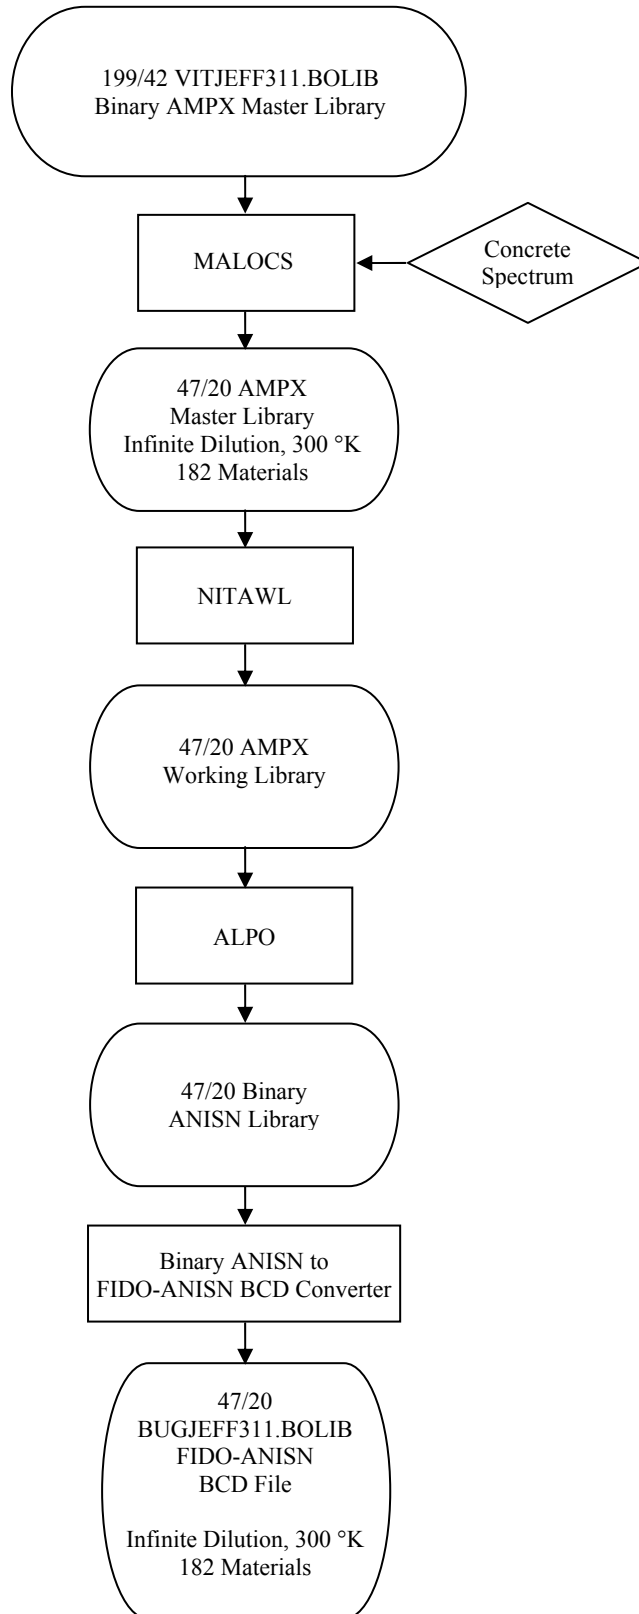 199/42 VITJEFF311.BOLIB
Binary AMPX Master Library
MALOCS
Concrete
Spectrum
47/20 AMPX
Master Library
Infinite Dilution, 300 °K
182 Materials
NITAWL
47/20 AMPX
Working Library
ALPO
47/20 Binary
ANISN Library
Binary ANISN to
FIDO-ANISN BCD Converter
47/20
BUGJEFF311.BOLIB
FIDO-ANISN
BCD File
Infinite Dilution, 300 °K
182 Materials